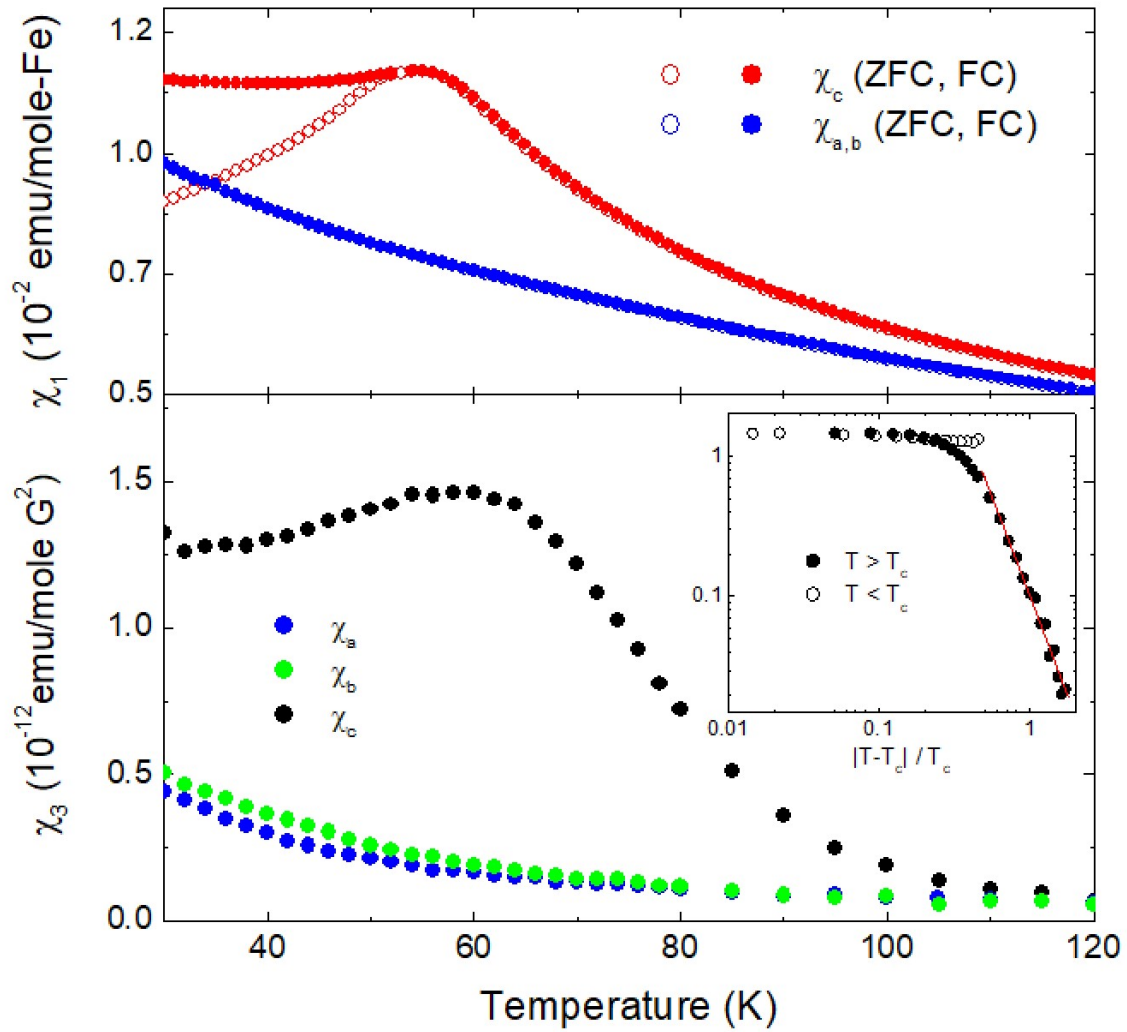 χ₁ (10⁻² emu/mole-Fe)
1.2
1.0
0.7
0.5
χc (ZFC, FC)
χa,b (ZFC, FC)
χ₃ (10⁻¹² emu/mole G²)
1.5
1.0
0.5
0.0
χa
χb
χc
1
0.1
T > Tc
T < Tc
0.01
0.1
1
|T-Tc| / Tc
40
60
80
100
120
Temperature (K)